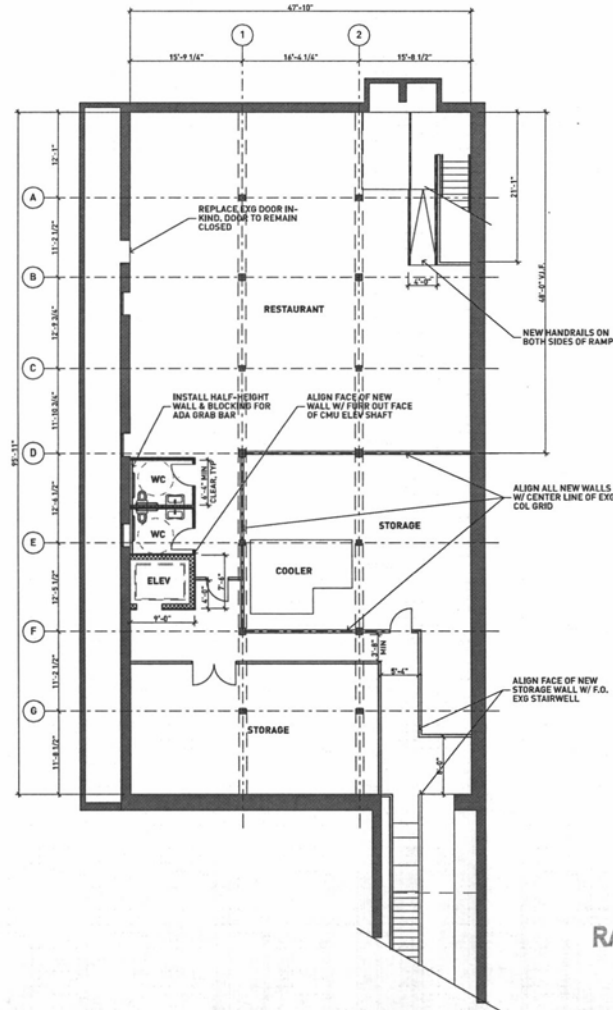 47'-10"
1
2
15'-9 1/4"
16'-4 1/4"
15'-8 1/2"
12'-1"
A
REPLACE EXG DOOR IN-
KIND. DOOR TO REMAIN
CLOSED
21'-1"
11'-2 1/2"
B
4'-0"
48'-0" V.I.F.
RESTAURANT
12'-9 3/4"
NEW HANDRAILS ON
BOTH SIDES OF RAMP
C
INSTALL HALF-HEIGHT
WALL & BLOCKING FOR
ADA GRAB BAR
ALIGN FACE OF NEW
WALL W/ FURR OUT FACE
OF CMU ELEV SHAFT
11'-10 3/4"
D
95'-11"
WC
CLEAR, TYP
ALIGN ALL NEW WALLS
W/ CENTER LINE OF EXG
COL GRID
12'-6 1/2"
STORAGE
WC
E
COOLER
ELEV
12'-5 1/2"
4'-0"
7'-6"
9'-0"
F
MIN
5'-4"
11'-2 1/2"
ALIGN FACE OF NEW
STORAGE WALL W/ F.O.
EXG STAIRWELL
G
STORAGE
11'-8 1/2"
RA